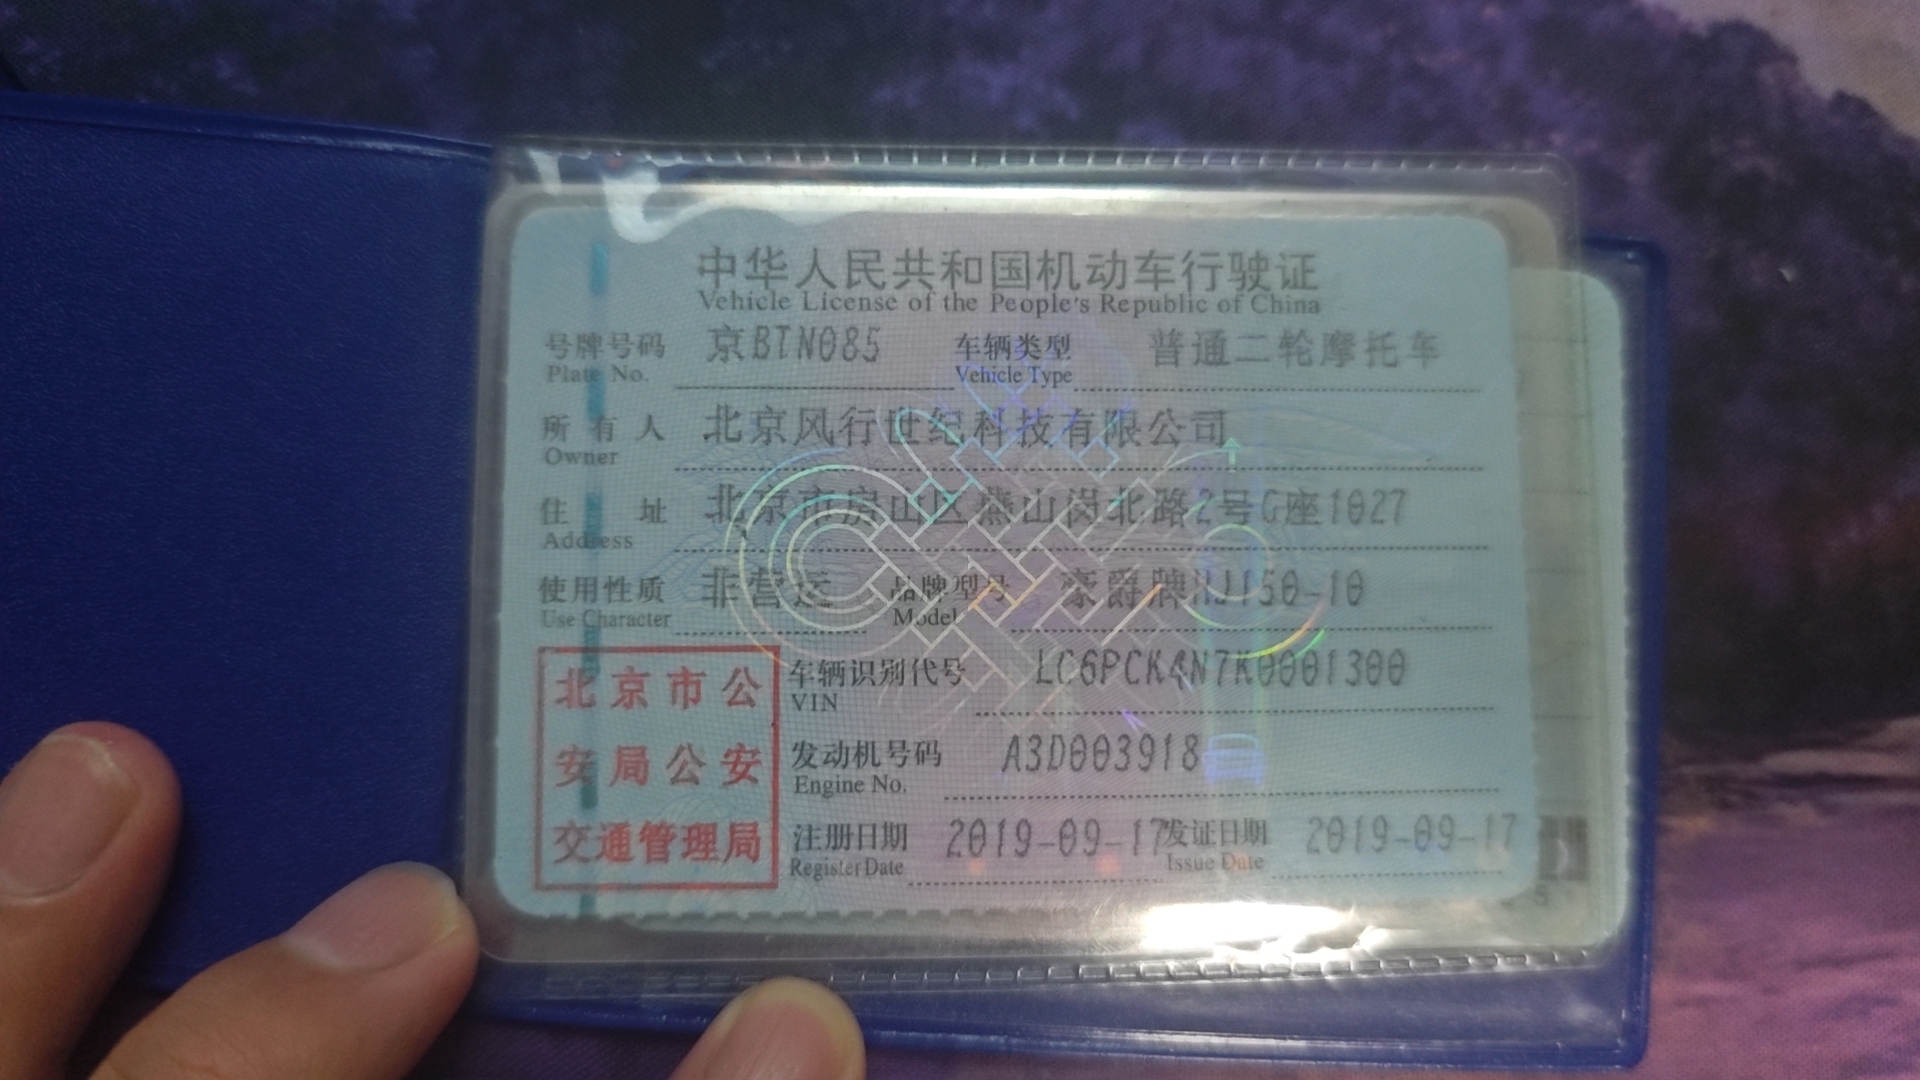 中华人民共和国机动车行驶证
Vehicle License of the People's Republic of China
号牌号码 京BTN085 车辆类型 普通二轮摩托车
Plate No. Vehicle Type
所有人 北京风行世纪科技有限公司
Owner
住址 北京市房山区燕山岗北路2号G座1027
Address
使用性质 非营运 品牌型号 豪爵牌HJ150-10
Use Character Model
车辆识别代号 LC6PCK4N7K0001300
VIN
发动机号码 A3D003918
Engine No.
注册日期 2019-09-17 发证日期 2019-09-17
Register Date Issue Date
北京市公
安局公安
交通管理局